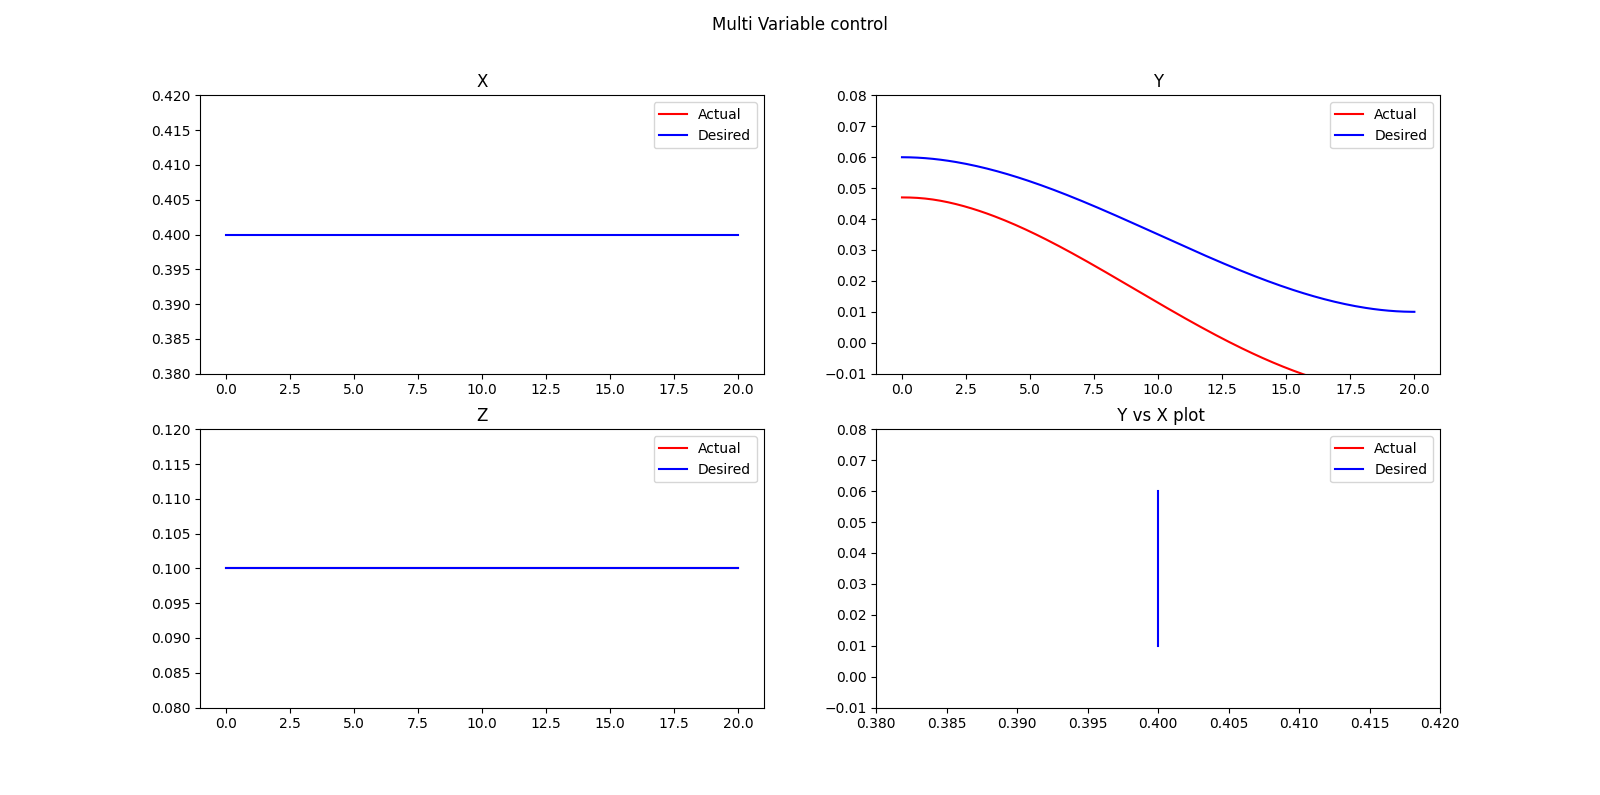 Multi Variable control
X
0.420
0.415
0.410
0.405
0.400
0.395
0.390
0.385
0.380
Actual
Desired
0.0 2.5 5.0 7.5 10.0 12.5 15.0 17.5 20.0
Y
0.08
0.07
0.06
0.05
0.04
0.03
0.02
0.01
0.00
−0.01
Actual
Desired
0.0 2.5 5.0 7.5 10.0 12.5 15.0 17.5 20.0
Z
0.120
0.115
0.110
0.105
0.100
0.095
0.090
0.085
0.080
Actual
Desired
0.0 2.5 5.0 7.5 10.0 12.5 15.0 17.5 20.0
Y vs X plot
0.08
0.07
0.06
0.05
0.04
0.03
0.02
0.01
0.00
−0.01
Actual
Desired
0.380 0.385 0.390 0.395 0.400 0.405 0.410 0.415 0.420